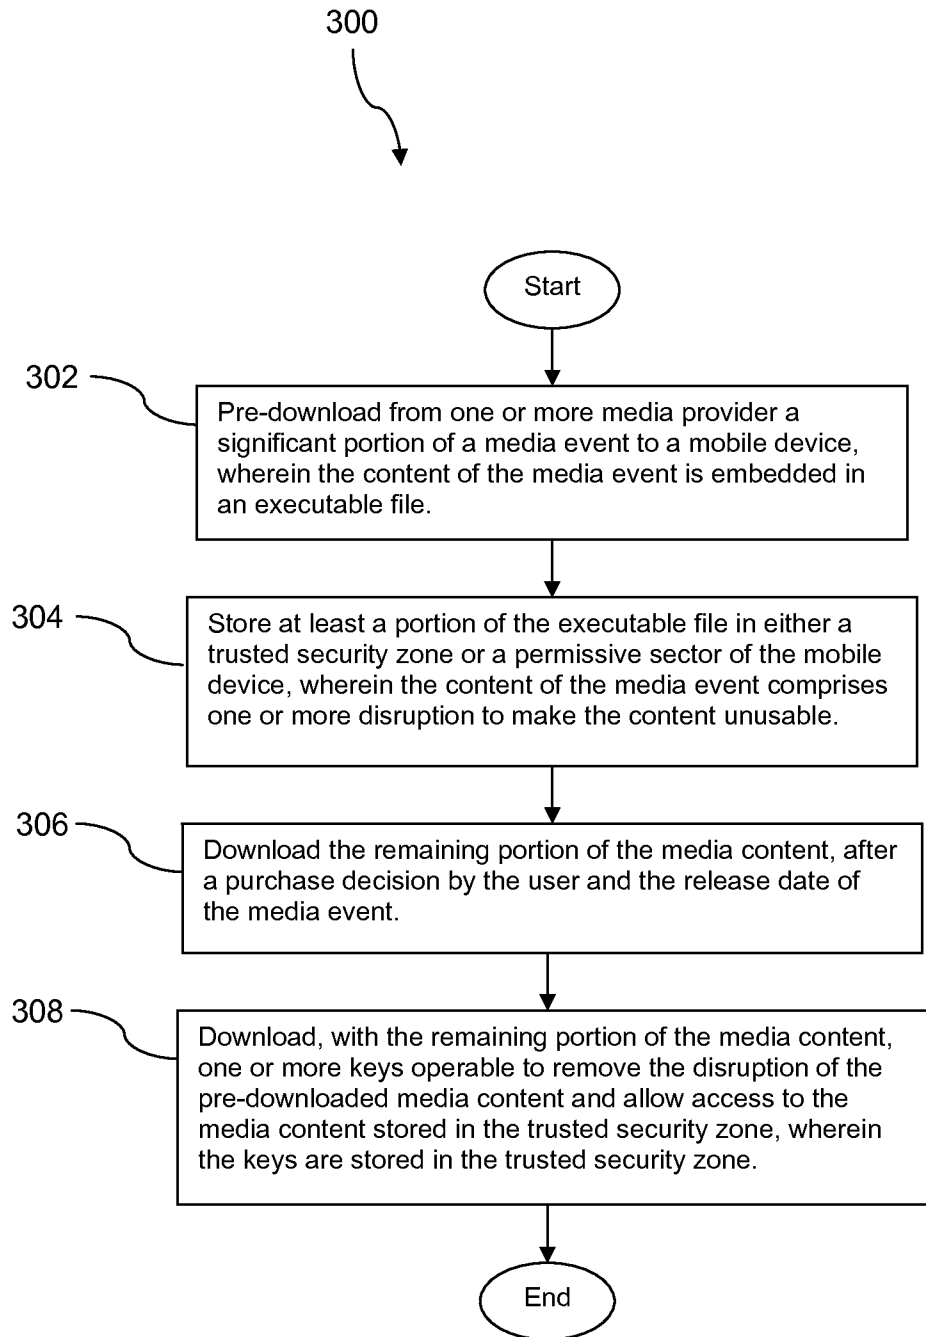 300
Start
302
Pre-download from one or more media provider a
significant portion of a media event to a mobile device,
wherein the content of the media event is embedded in
an executable file.
304
Store at least a portion of the executable file in either a
trusted security zone or a permissive sector of the mobile
device, wherein the content of the media event comprises
one or more disruption to make the content unusable.
306
Download the remaining portion of the media content, after
a purchase decision by the user and the release date of
the media event.
308
Download, with the remaining portion of the media content,
one or more keys operable to remove the disruption of the
pre-downloaded media content and allow access to the
media content stored in the trusted security zone, wherein
the keys are stored in the trusted security zone.
End